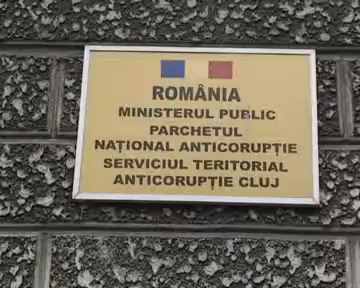 ROMÂNIA
MINISTERUL PUBLIC
PARCHETUL
NAŢIONAL ANTICORUPŢIE
SERVICIUL TERITORIAL
ANTICORUPŢIE CLUJ